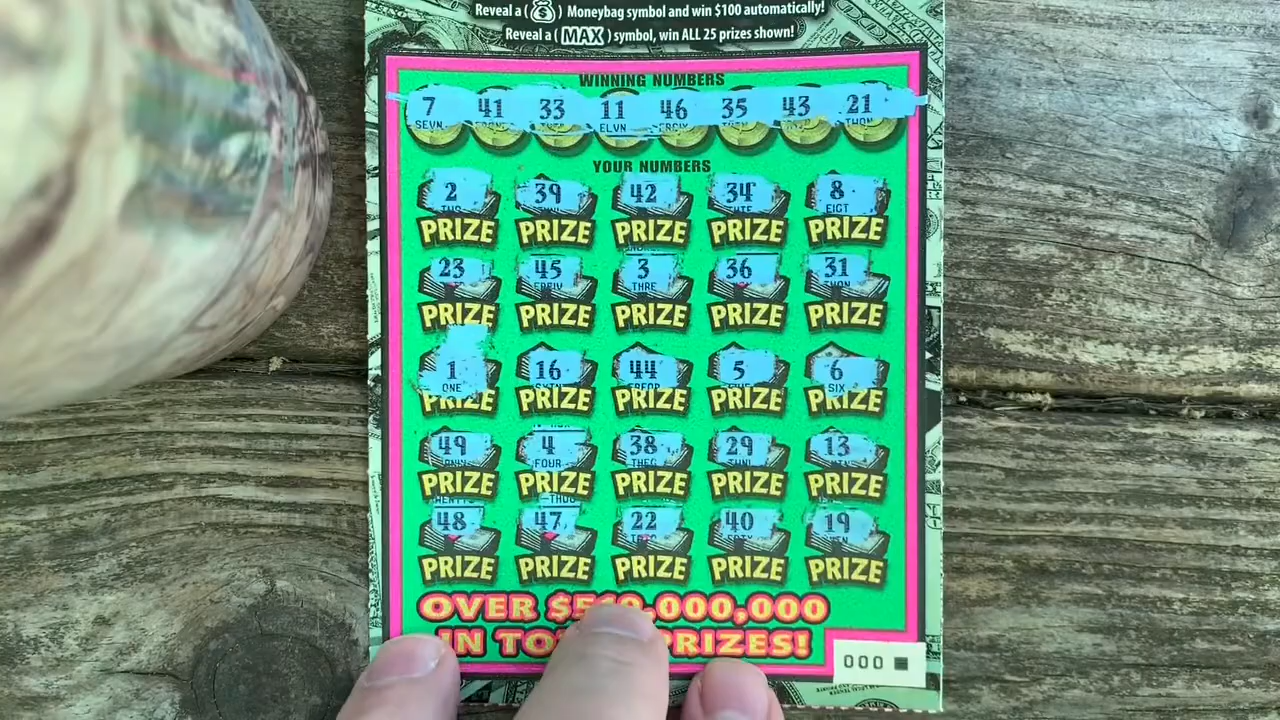 Reveal a ( ) Moneybag symbol and win $100 automatically!
Reveal a (MAX) symbol, win ALL 25 prizes shown!
WINNING NUMBERS
7 41 33 11 46 35 43 21
SEVN ELVN
YOUR NUMBERS
2 39 42 34 8
EIGT
PRIZE PRIZE PRIZE PRIZE PRIZE
23 45 3 36 31
THRE
PRIZE PRIZE PRIZE PRIZE PRIZE
1 16 44 5 6
ONE SIX
PRIZE PRIZE PRIZE PRIZE PRIZE
49 4 38 29 13
FOUR
PRIZE PRIZE PRIZE PRIZE PRIZE
48 47 22 40 19
PRIZE PRIZE PRIZE PRIZE PRIZE
OVER ,000,000
IN PRIZES!
000